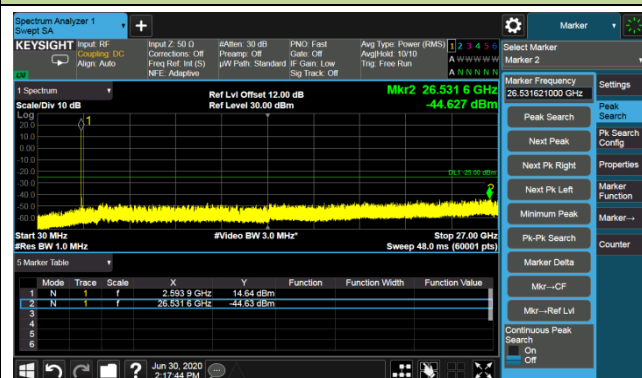 Spectrum Analyzer 1
Swept SA
+
Marker
KEYSIGHT
Input: RF
Coupling: DC
Align: Auto
Input Z: 50 Ω
Corrections: Off
Freq Ref: Int (S)
NFE: Adaptive
#Atten: 30 dB
Preamp: Off
µW Path: Standard
PNO: Fast
Gate: Off
IF Gain: Low
Sig Track: Off
Avg Type: Power (RMS)
Avg|Hold: 10/10
Trig: Free Run
1 2 3 4 5 6
A W W W W W
A N N N N N
LXI
Select Marker
Marker 2
1 Spectrum
Scale/Div 10 dB
Log
Ref Lvl Offset 12.00 dB
Ref Level 30.00 dBm
Mkr2 26.531 6 GHz
-44.627 dBm
20.0
10.0
0.00
-10.0
-20.0
-30.0
-40.0
-50.0
-60.0
1
2
DL1 -25.00 dBm
Start 30 MHz
#Res BW 1.0 MHz
#Video BW 3.0 MHz*
Stop 27.00 GHz
Sweep 48.0 ms (60001 pts)
5 Marker Table
Mode Trace Scale X Y Function Function Width Function Value
1 N 1 f 2.593 9 GHz 14.64 dBm
2 N 1 f 26.531 6 GHz -44.63 dBm
3
4
5
6
Marker Frequency
26.531621000 GHz
Peak Search
Next Peak
Next Pk Right
Next Pk Left
Minimum Peak
Pk-Pk Search
Marker Delta
Mkr→CF
Mkr→Ref Lvl
Continuous Peak
Search
On
Off
Settings
Peak
Search
Pk Search
Config
Properties
Marker
Function
Marker→
Counter
?
Jun 30, 2020
2:17:44 PM